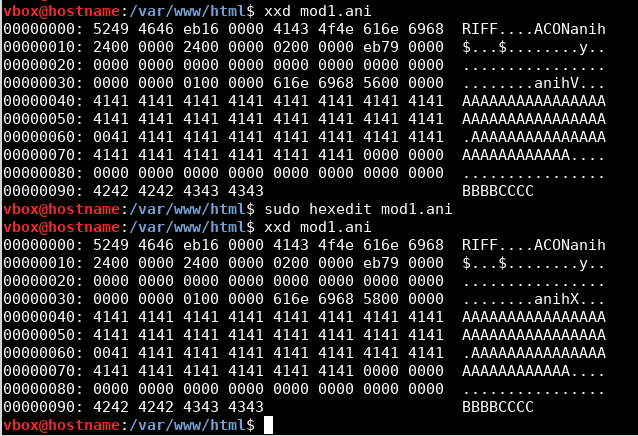 vbox@hostname:/var/www/html$ xxd mod1.ani
00000000: 5249 4646 eb16 0000 4143 4f4e 616e 6968  RIFF....ACONanih
00000010: 2400 0000 2400 0000 0200 0000 eb79 0000  $...$........y..
00000020: 0000 0000 0000 0000 0000 0000 0000 0000  ................
00000030: 0000 0000 0100 0000 616e 6968 5600 0000  ........anihV...
00000040: 4141 4141 4141 4141 4141 4141 4141 4141  AAAAAAAAAAAAAAAA
00000050: 4141 4141 4141 4141 4141 4141 4141 4141  AAAAAAAAAAAAAAAA
00000060: 0041 4141 4141 4141 4141 4141 4141 4141  .AAAAAAAAAAAAAAA
00000070: 4141 4141 4141 4141 4141 4141 0000 0000  AAAAAAAAAAAA....
00000080: 0000 0000 0000 0000 0000 0000 0000 0000  ................
00000090: 4242 4242 4343 4343                      BBBBCCCC
vbox@hostname:/var/www/html$ sudo hexedit mod1.ani
vbox@hostname:/var/www/html$ xxd mod1.ani
00000000: 5249 4646 eb16 0000 4143 4f4e 616e 6968  RIFF....ACONanih
00000010: 2400 0000 2400 0000 0200 0000 eb79 0000  $...$........y..
00000020: 0000 0000 0000 0000 0000 0000 0000 0000  ................
00000030: 0000 0000 0100 0000 616e 6968 5800 0000  ........anihX...
00000040: 4141 4141 4141 4141 4141 4141 4141 4141  AAAAAAAAAAAAAAAA
00000050: 4141 4141 4141 4141 4141 4141 4141 4141  AAAAAAAAAAAAAAAA
00000060: 0041 4141 4141 4141 4141 4141 4141 4141  .AAAAAAAAAAAAAAA
00000070: 4141 4141 4141 4141 4141 4141 0000 0000  AAAAAAAAAAAA....
00000080: 0000 0000 0000 0000 0000 0000 0000 0000  ................
00000090: 4242 4242 4343 4343                      BBBBCCCC
vbox@hostname:/var/www/html$